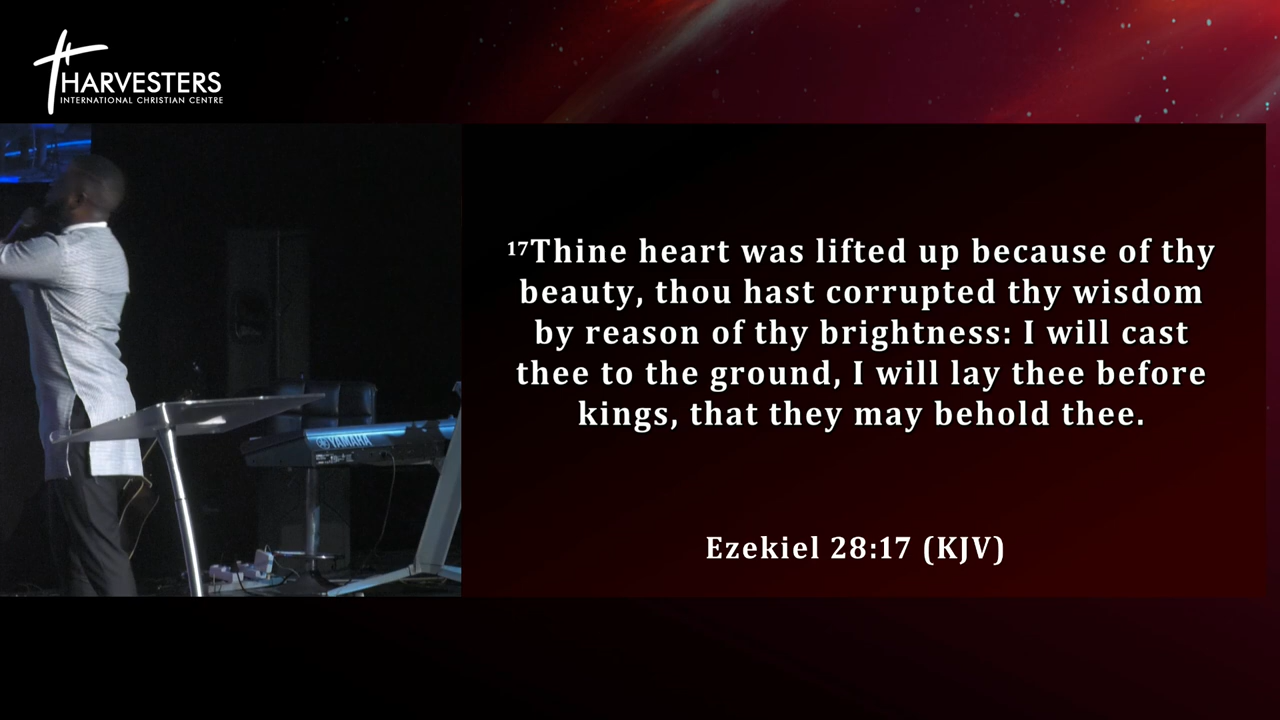 HARVESTERS
INTERNATIONAL CHRISTIAN CENTRE
17Thine heart was lifted up because of thy
beauty, thou hast corrupted thy wisdom
by reason of thy brightness: I will cast
thee to the ground, I will lay thee before
kings, that they may behold thee.
YAMAHA
Ezekiel 28:17 (KJV)